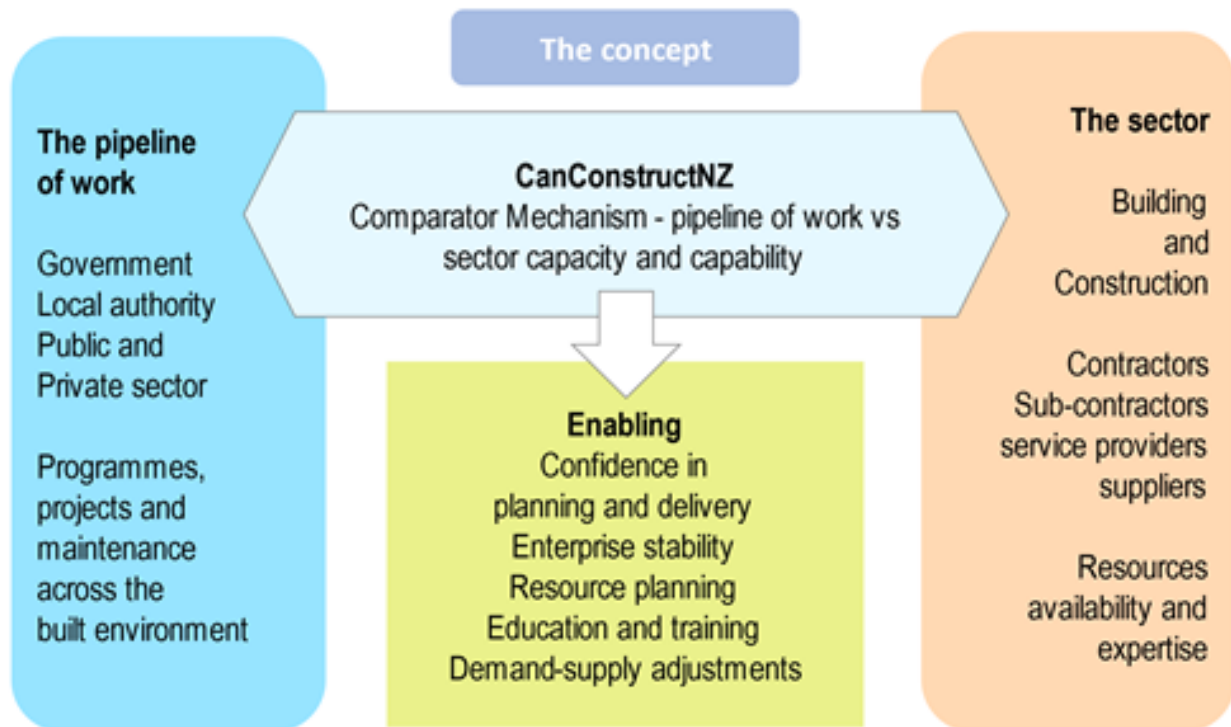 The concept
The pipeline
of work
Government
Local authority
Public and
Private sector
Programmes,
projects and
maintenance
across the
built environment
CanConstructNZ
Comparator Mechanism - pipeline of work vs
sector capacity and capability
Enabling
Confidence in
planning and delivery
Enterprise stability
Resource planning
Education and training
Demand-supply adjustments
The sector
Building
and
Construction
Contractors
Sub-contractors
service providers
suppliers
Resources
availability and
expertise